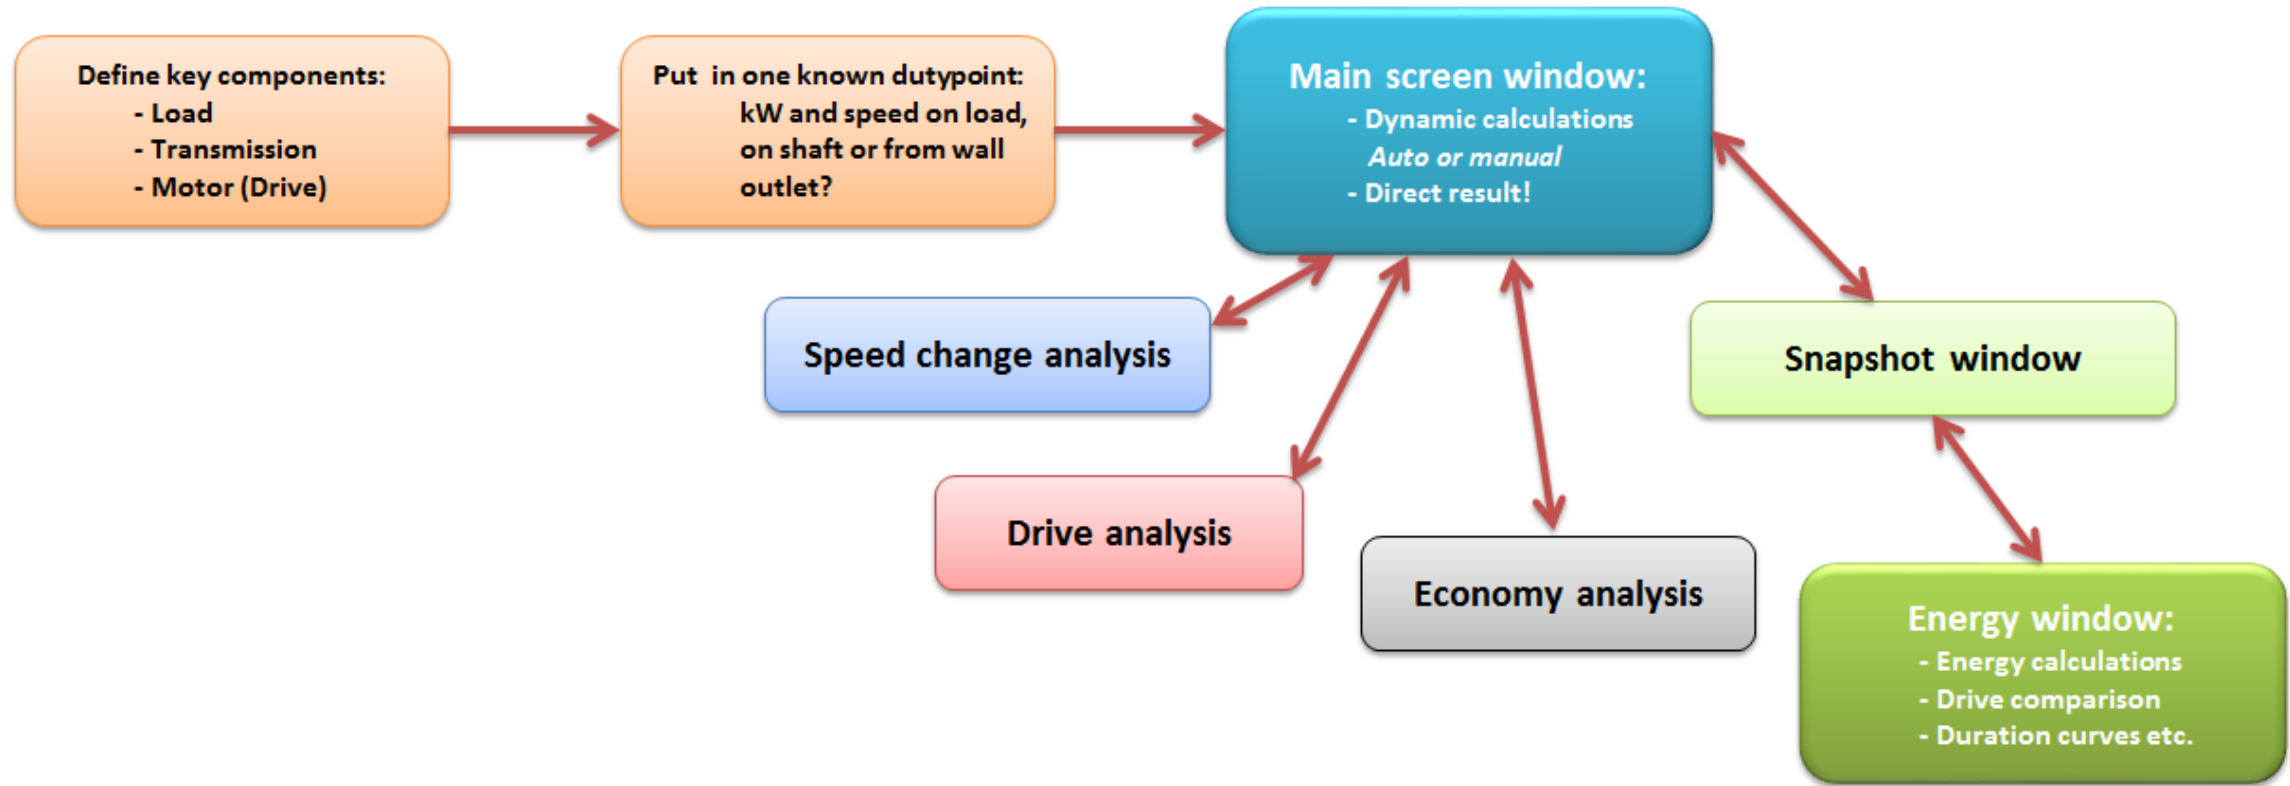 Define key components:
- Load
- Transmission
- Motor (Drive)
Put in one known dutypoint:
kW and speed on load,
on shaft or from wall
outlet?
Main screen window:
- Dynamic calculations
Auto or manual
- Direct result!
Speed change analysis
Snapshot window
Drive analysis
Economy analysis
Energy window:
- Energy calculations
- Drive comparison
- Duration curves etc.